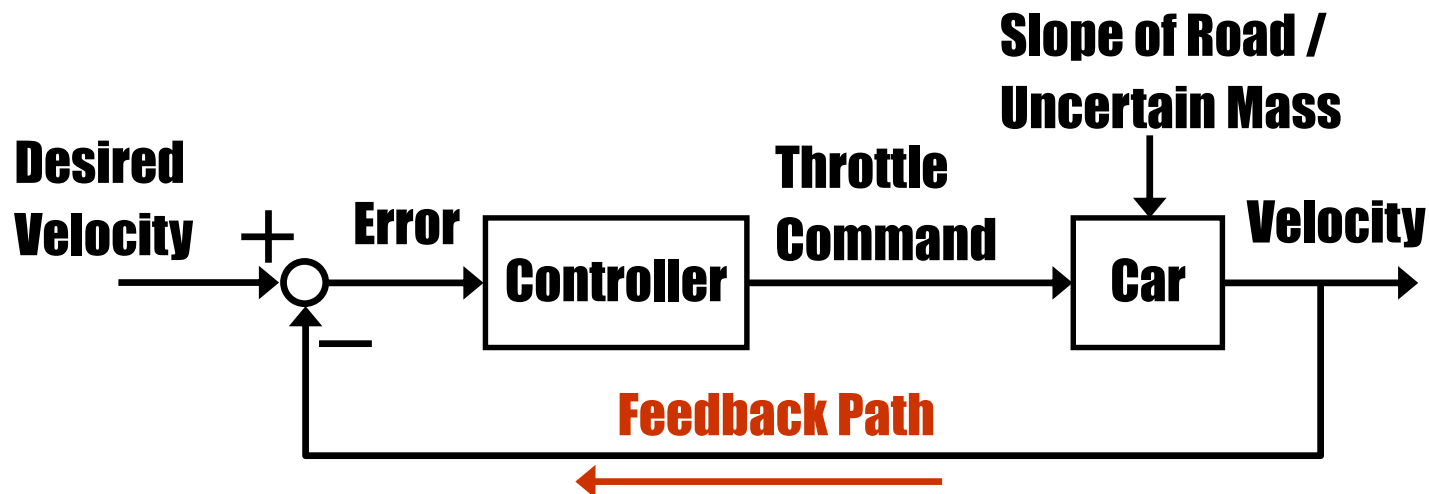 Slope of Road /
Uncertain Mass
Desired
Velocity
+
Error
Controller
Throttle
Command
Car
Velocity
−
Feedback Path